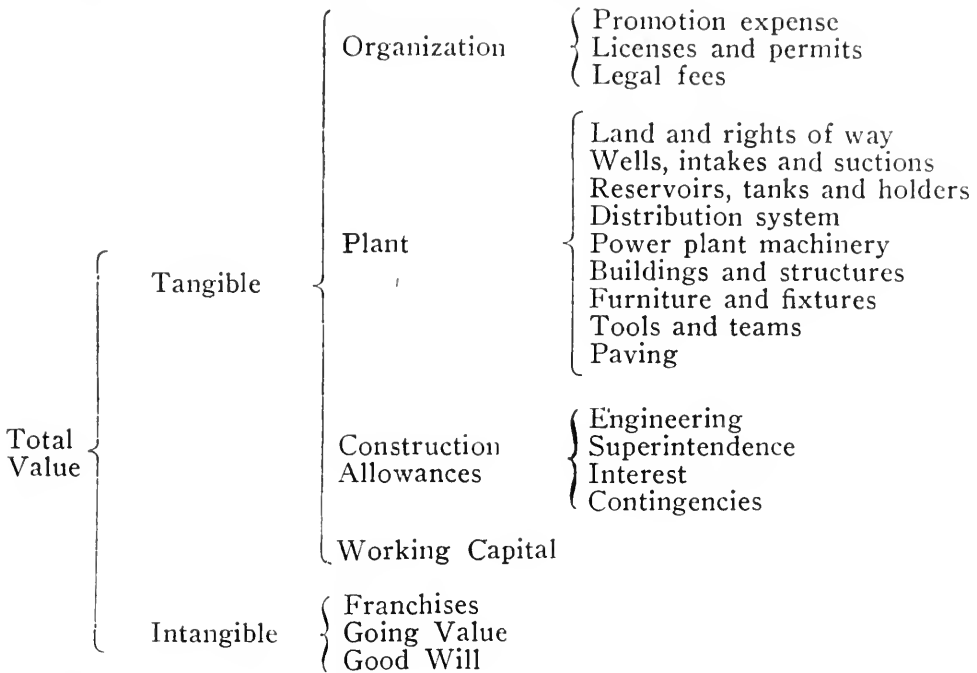 Total
Value
Tangible
Organization
Promotion expense
Licenses and permits
Legal fees
Plant
Land and rights of way
Wells, intakes and suctions
Reservoirs, tanks and holders
Distribution system
Power plant machinery
Buildings and structures
Furniture and fixtures
Tools and teams
Paving
Construction
Allowances
Engineering
Superintendence
Interest
Contingencies
Working Capital
Intangible
Franchises
Going Value
Good Will